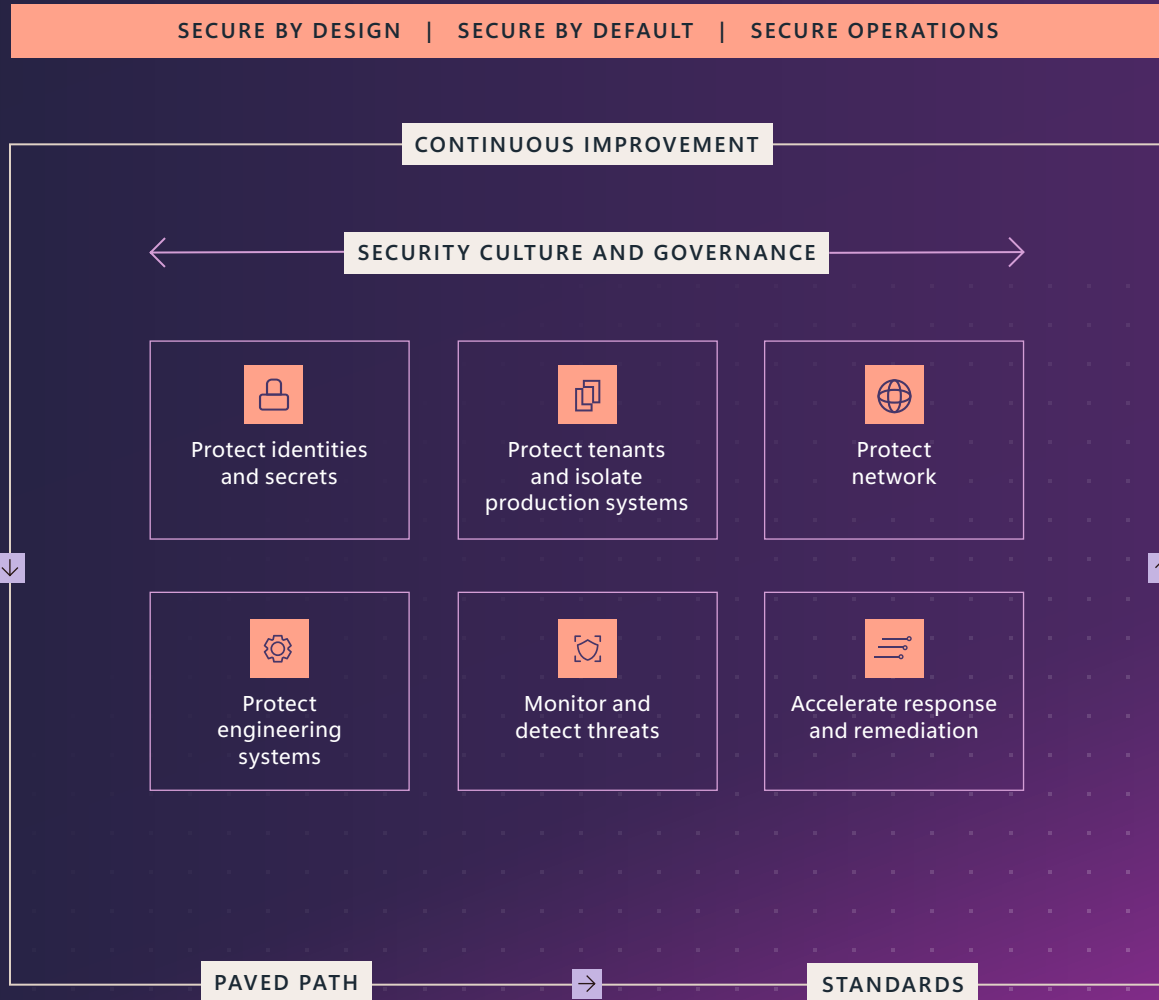 SECURE BY DESIGN | SECURE BY DEFAULT | SECURE OPERATIONS
CONTINUOUS IMPROVEMENT
SECURITY CULTURE AND GOVERNANCE
Protect identities
and secrets
Protect tenants
and isolate
production systems
Protect
network
Protect
engineering
systems
Monitor and
detect threats
Accelerate response
and remediation
PAVED PATH
STANDARDS